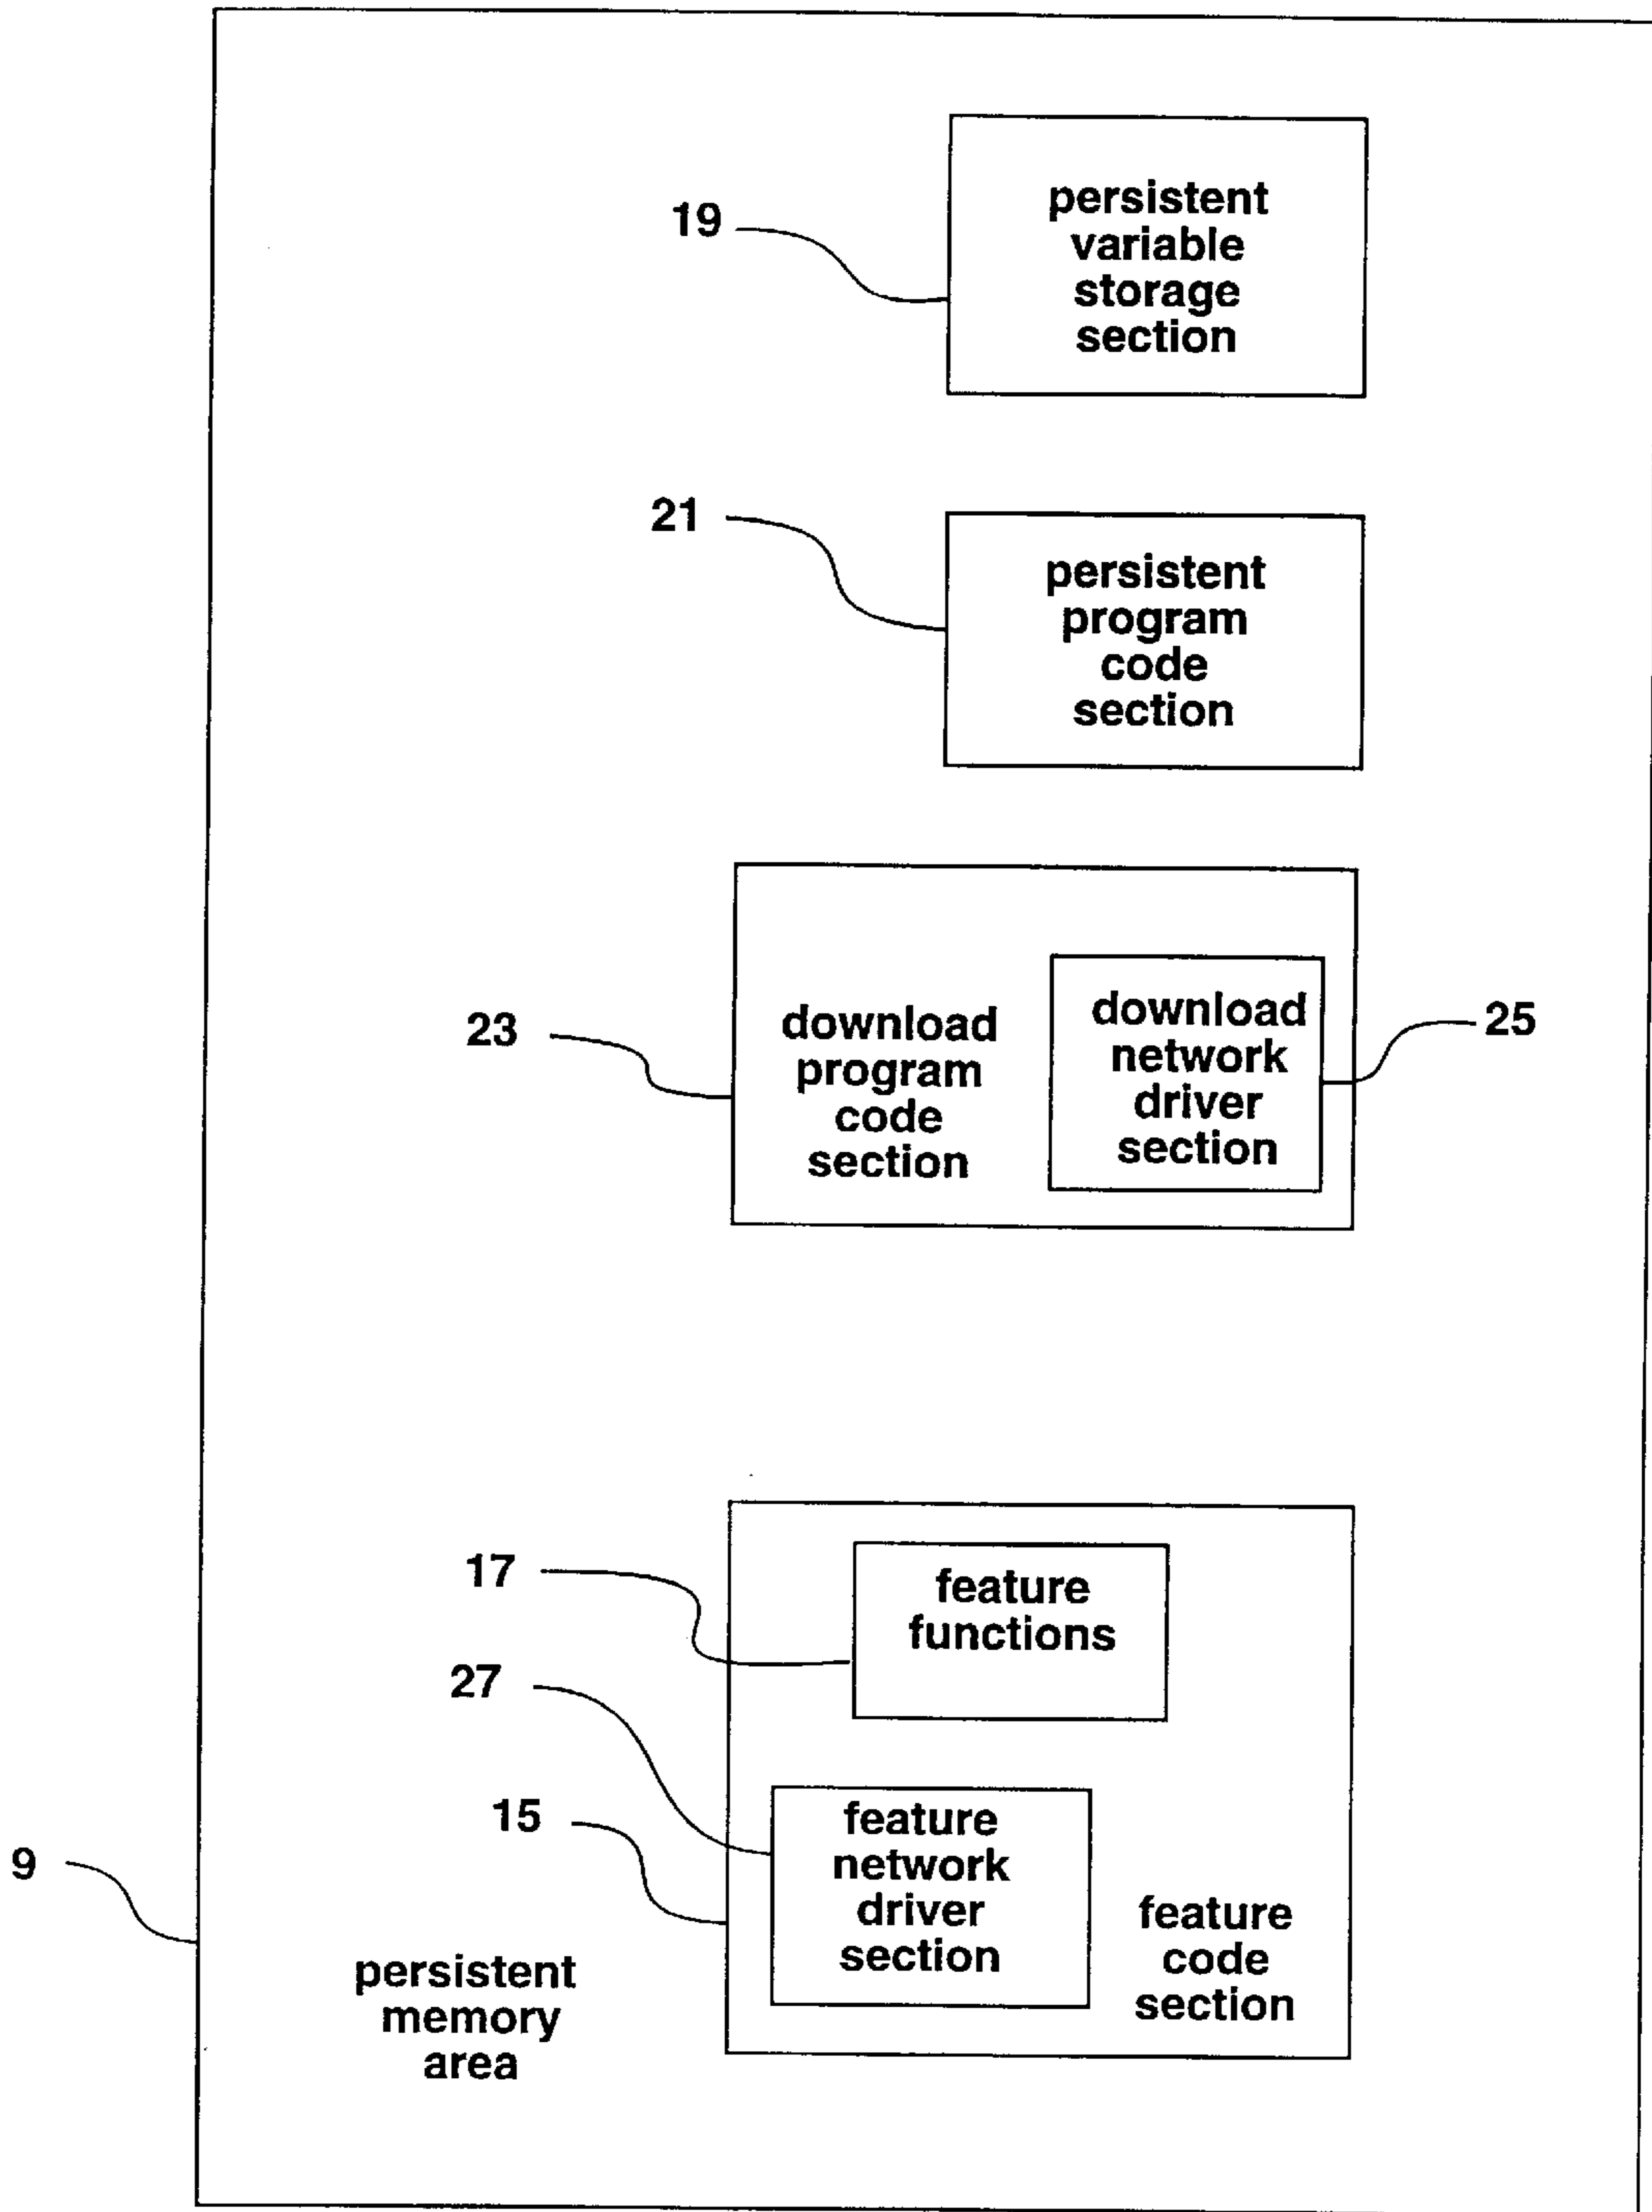 19
persistent
variable
storage
section
21
persistent
program
code
section
23
download
program
code
section
download
network
driver
section
25
17
feature
functions
27
15
feature
network
driver
section
feature
code
section
9
persistent
memory
area